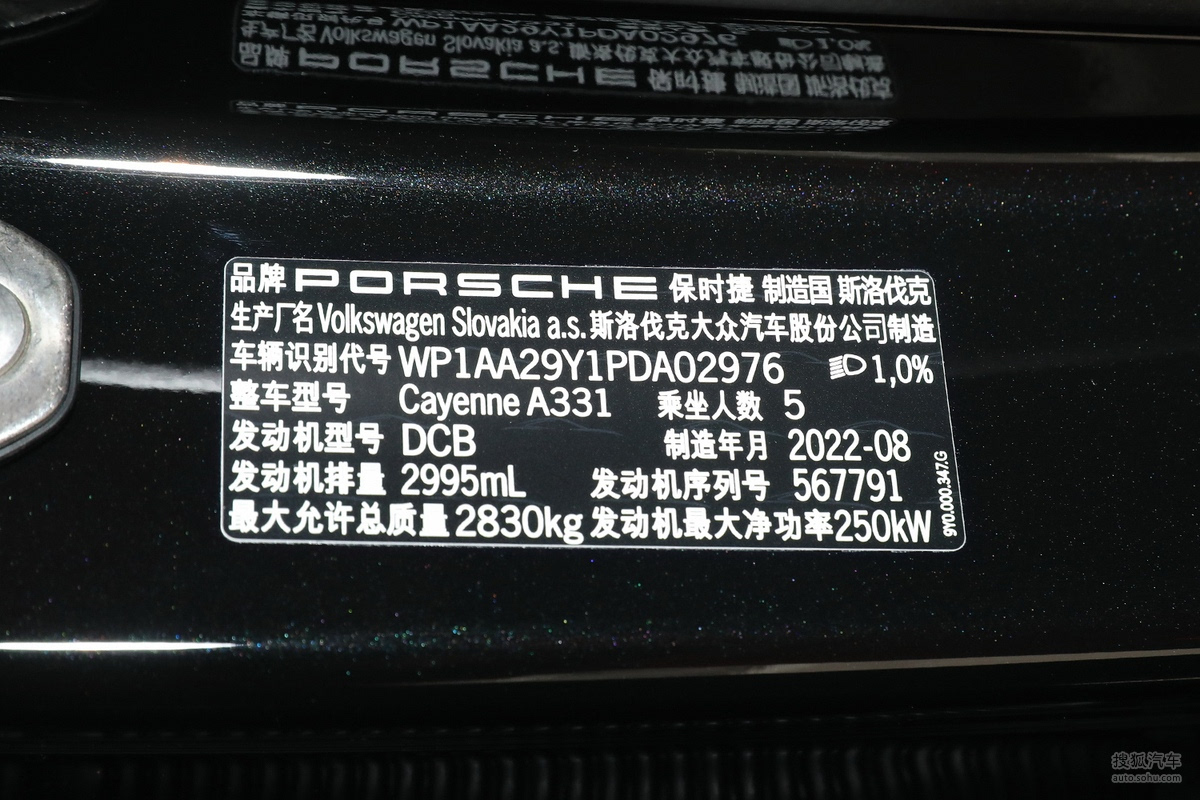 品牌 PORSCHE 保时捷 制造国 斯洛伐克
生产厂名 Volkswagen Slovakia a.s. 斯洛伐克大众汽车股份公司制造
车辆识别代号 WP1AA29Y1PDA02976 1,0%
整车型号 Cayenne A331 乘坐人数 5
发动机型号 DCB 制造年月 2022-08
发动机排量 2995mL 发动机序列号 567791
最大允许总质量 2830kg 发动机最大净功率 250kW
9Y0.000.347.G
搜狐汽车
auto.sohu.com